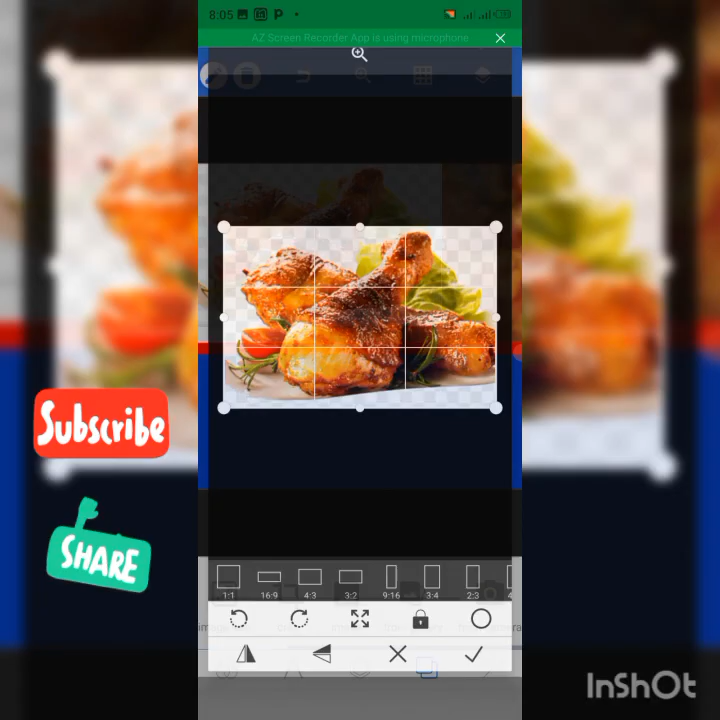 8:05
AZ Screen Recorder App is using microphone
Subscribe
SHARE
1:1 16:9 4:3 3:2 9:16 3:4 2:3
InShOt